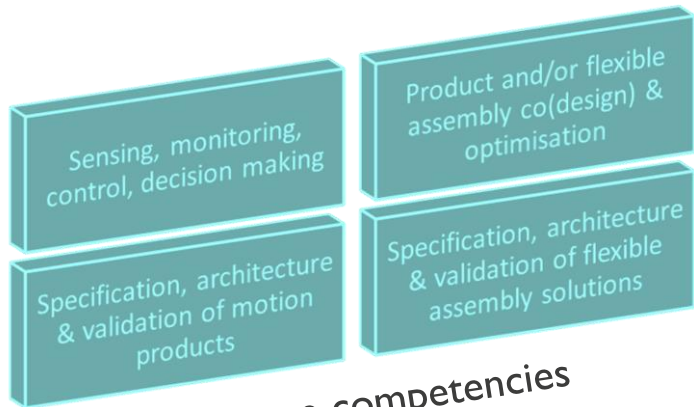 Sensing, monitoring,
control, decision making
Product and/or flexible
assembly co(design) &
optimisation
Specification, architecture
& validation of motion
products
Specification, architecture
& validation of flexible
assembly solutions
competencies